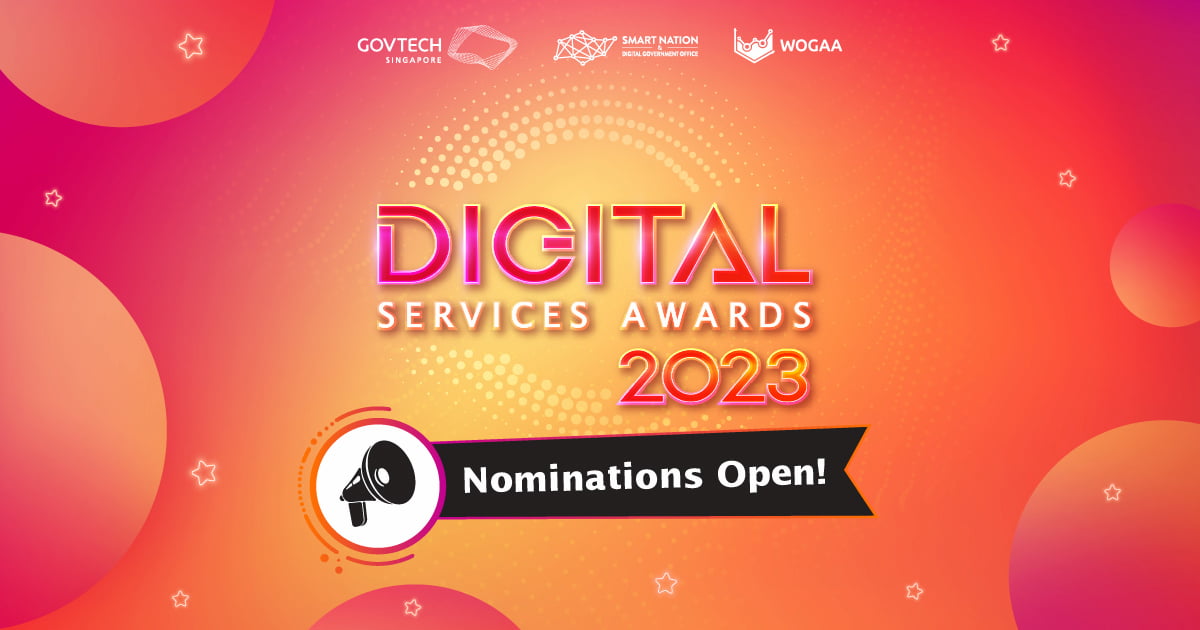 GOVTECH
SINGAPORE
SMART NATION
&
DIGITAL GOVERNMENT OFFICE
WOGAA
DIGITAL
SERVICES AWARDS
2023
Nominations Open!